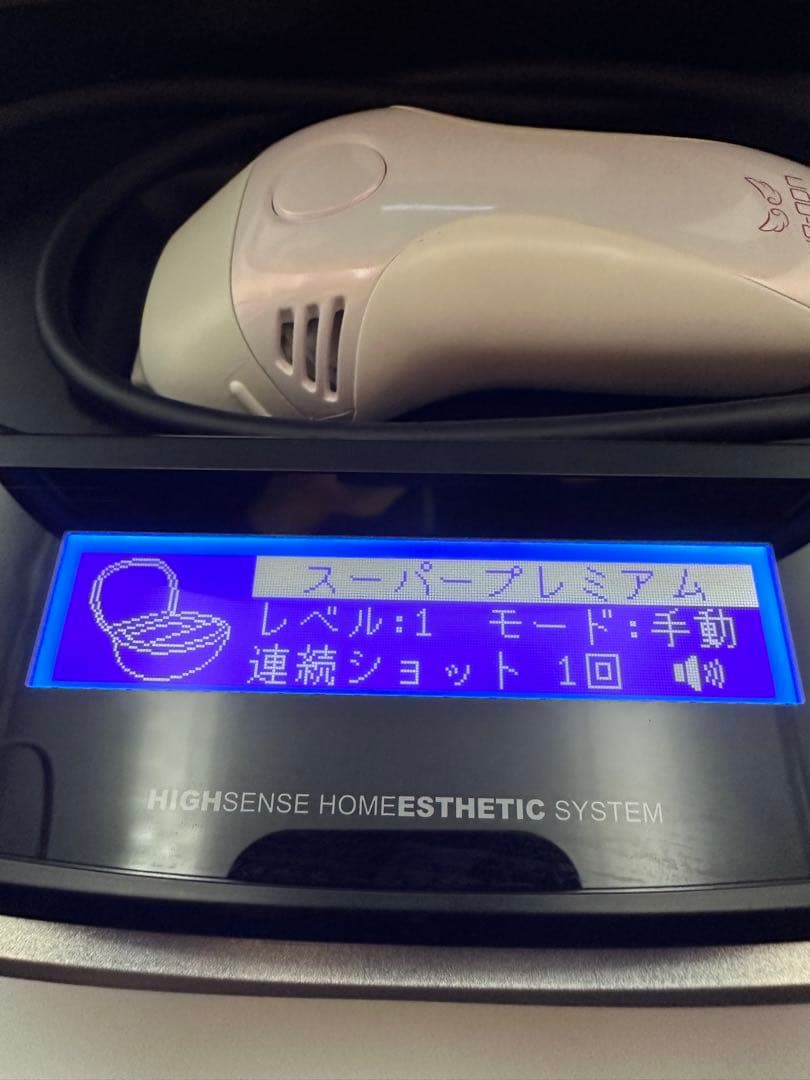 スーパープレミアム
レベル:1 モード:手動
連続ショット 1回
HIGHSENSE HOMEESTHETIC SYSTEM